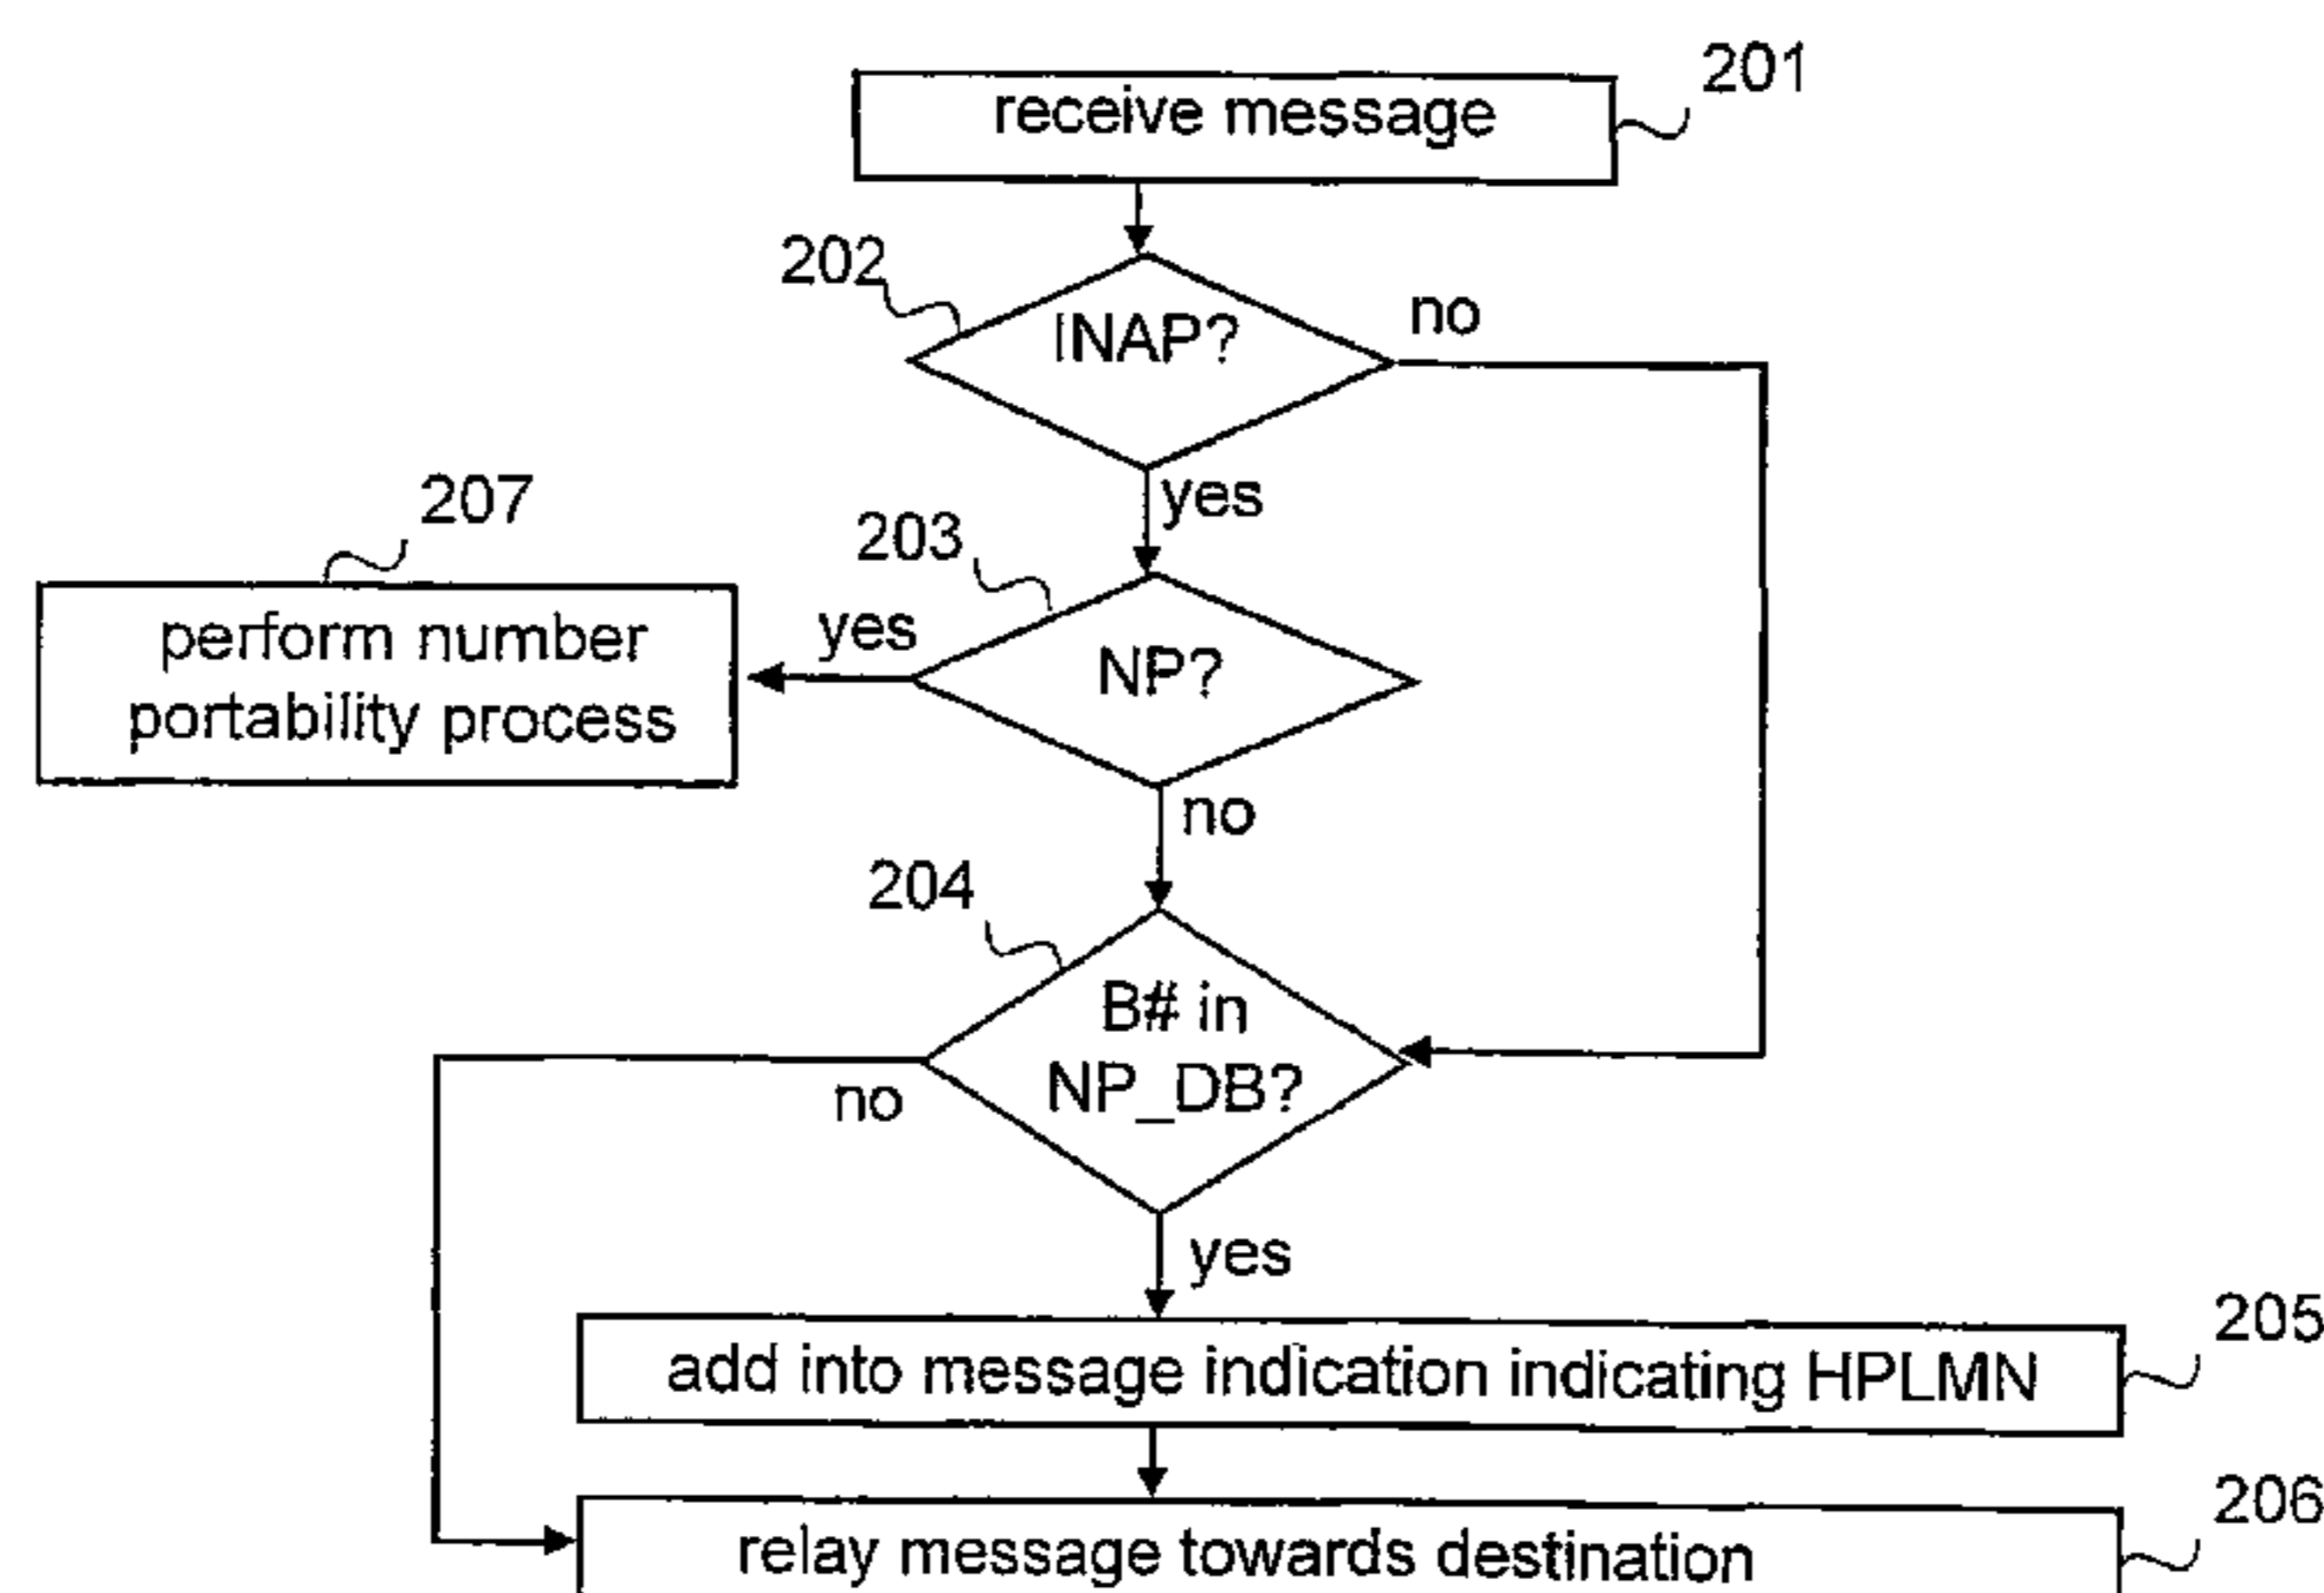 201
receive message
202
INAP?
no
yes
207
203
perform number
portability process
yes
NP?
no
204
B# in
NP_DB?
no
yes
205
add into message indication indicating HPLMN
206
relay message towards destination